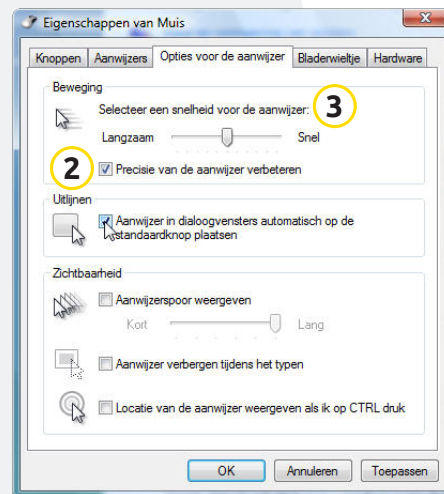 Eigenschappen van Muis
Knoppen Aanwijzers Opties voor de aanwijzer Bladerwieltje Hardware
Beweging
Selecteer een snelheid voor de aanwijzer: 3
Langzaam Snel
2 Precisie van de aanwijzer verbeteren
Uitlijnen
Aanwijzer in dialoogvensters automatisch op de
standaardknop plaatsen
Zichtbaarheid
Aanwijzerspoor weergeven
Kort Lang
Aanwijzer verbergen tijdens het typen
Locatie van de aanwijzer weergeven als ik op CTRL druk
OK Annuleren Toepassen